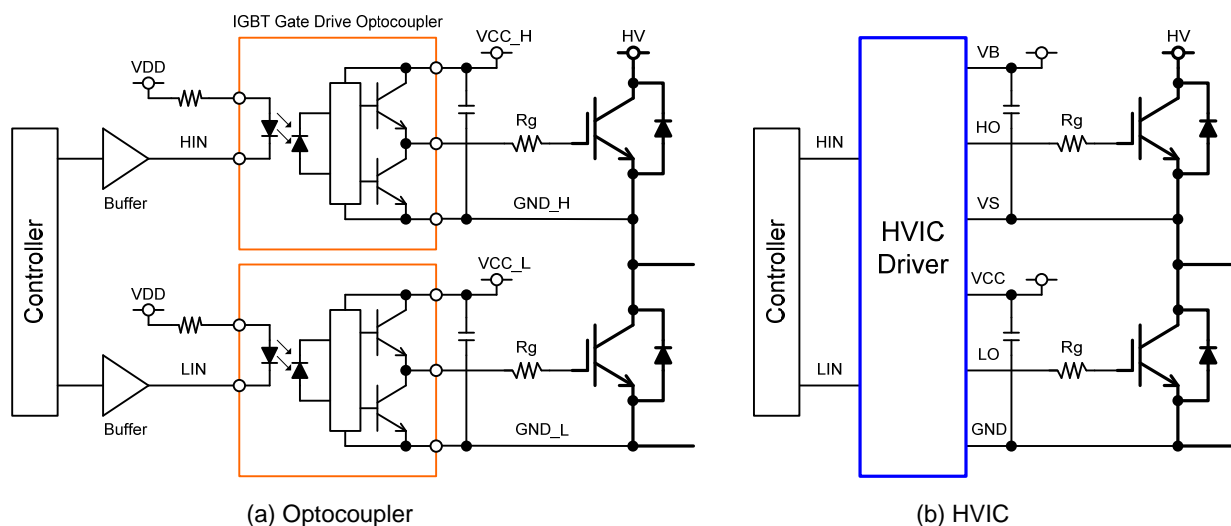 IGBT Gate Drive Optocoupler
VCC_H
HV
VDD
HIN
Rg
Buffer
GND_H
Controller
VCC_L
VDD
LIN
Rg
Buffer
GND_L
(a) Optocoupler
HV
VB
HIN
HO
Rg
VS
Controller
HVIC
Driver
VCC
LIN
LO
Rg
GND
(b) HVIC